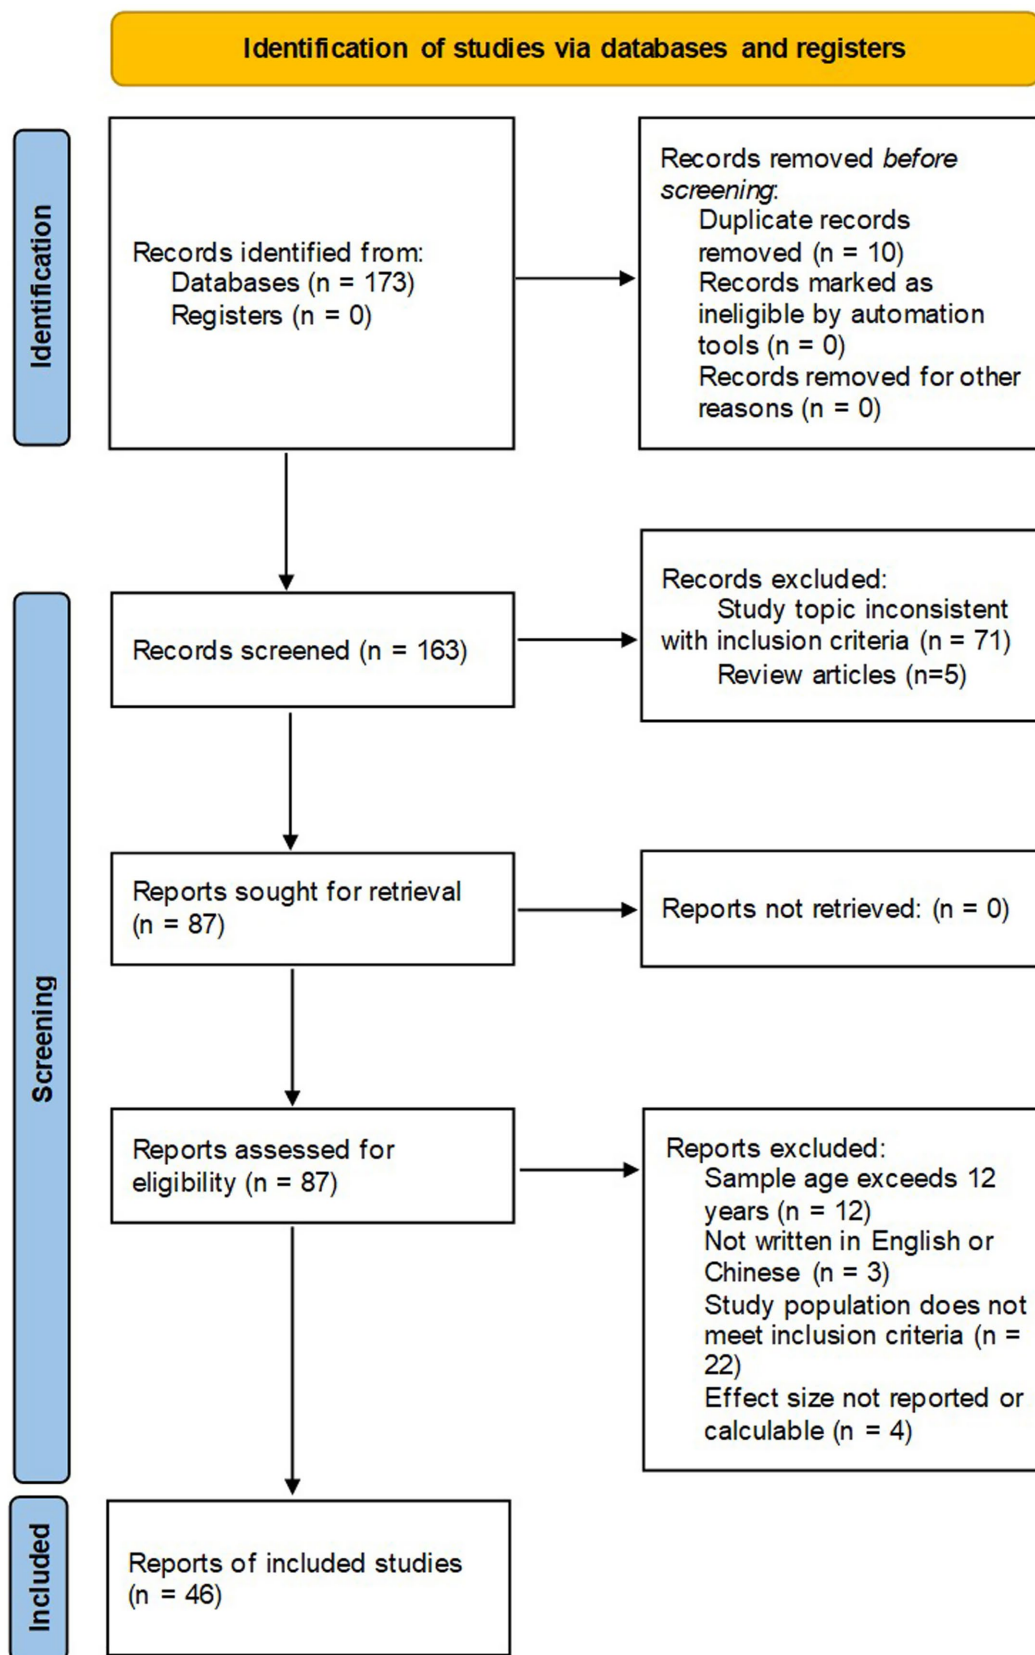 Identification of studies via databases and registers
Identification
Records identified from:
Databases (n = 173)
Registers (n = 0)
Records removed before
screening:
Duplicate records
removed (n = 10)
Records marked as
ineligible by automation
tools (n = 0)
Records removed for other
reasons (n = 0)
Screening
Records screened (n = 163)
Records excluded:
Study topic inconsistent
with inclusion criteria (n = 71)
Review articles (n=5)
Reports sought for retrieval
(n = 87)
Reports not retrieved: (n = 0)
Reports assessed for
eligibility (n = 87)
Reports excluded:
Sample age exceeds 12
years (n = 12)
Not written in English or
Chinese (n = 3)
Study population does not
meet inclusion criteria (n =
22)
Effect size not reported or
calculable (n = 4)
Included
Reports of included studies
(n = 46)